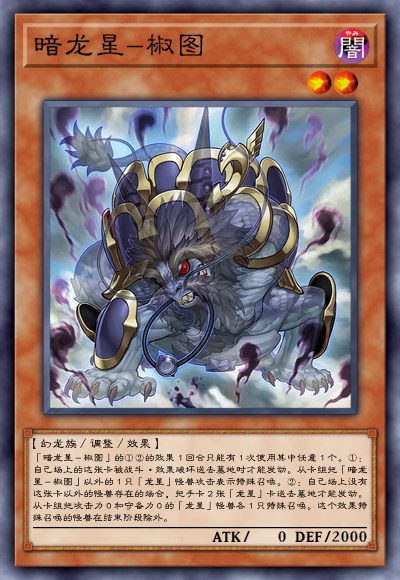 暗龙星－椒图
やみ
闇
【幻龙族／调整／效果】
「暗龙星－椒图」的①②的效果１回合只能有１次使用其中任意１个。①：
自己场上的这张卡被战斗·效果破坏送去墓地时才能发动。从卡组把「暗龙
星－椒图」以外的１只「龙星」怪兽攻击表示特殊召唤。②：自己场上没有
这张卡以外的怪兽存在的场合，把手卡２张「龙星」卡送去墓地才能发动。
从卡组攻击力０和守备力０的「龙星」怪兽各１只特殊召唤。这个效果特
殊召唤的怪兽在结束阶段除外。
ATK/ 0 DEF/2000